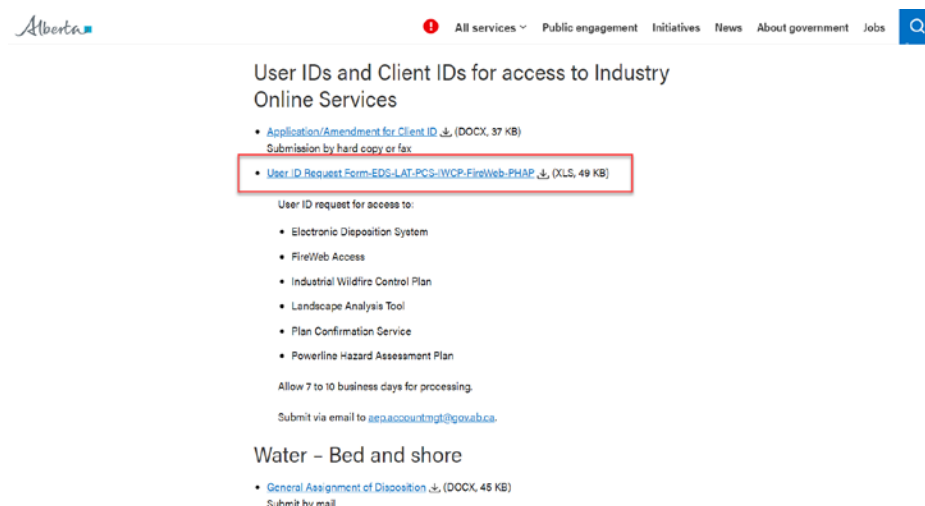 Alberta
All services Public engagement Initiatives News About government Jobs
User IDs and Client IDs for access to Industry
Online Services
• Application/Amendment for Client ID (DOCX, 37 KB)
Submission by hard copy or fax
• User ID Request Form-EDS-LAT-PCS-IWCP-FireWeb-PHAP (XLS, 49 KB)
User ID request for access to:
• Electronic Disposition System
• FireWeb Access
• Industrial Wildfire Control Plan
• Landscape Analysis Tool
• Plan Confirmation Service
• Powerline Hazard Assessment Plan
Allow 7 to 10 business days for processing.
Submit via email to aep.accountmgt@gov.ab.ca.
Water – Bed and shore
• General Assignment of Disposition (DOCX, 45 KB)
Submit by mail